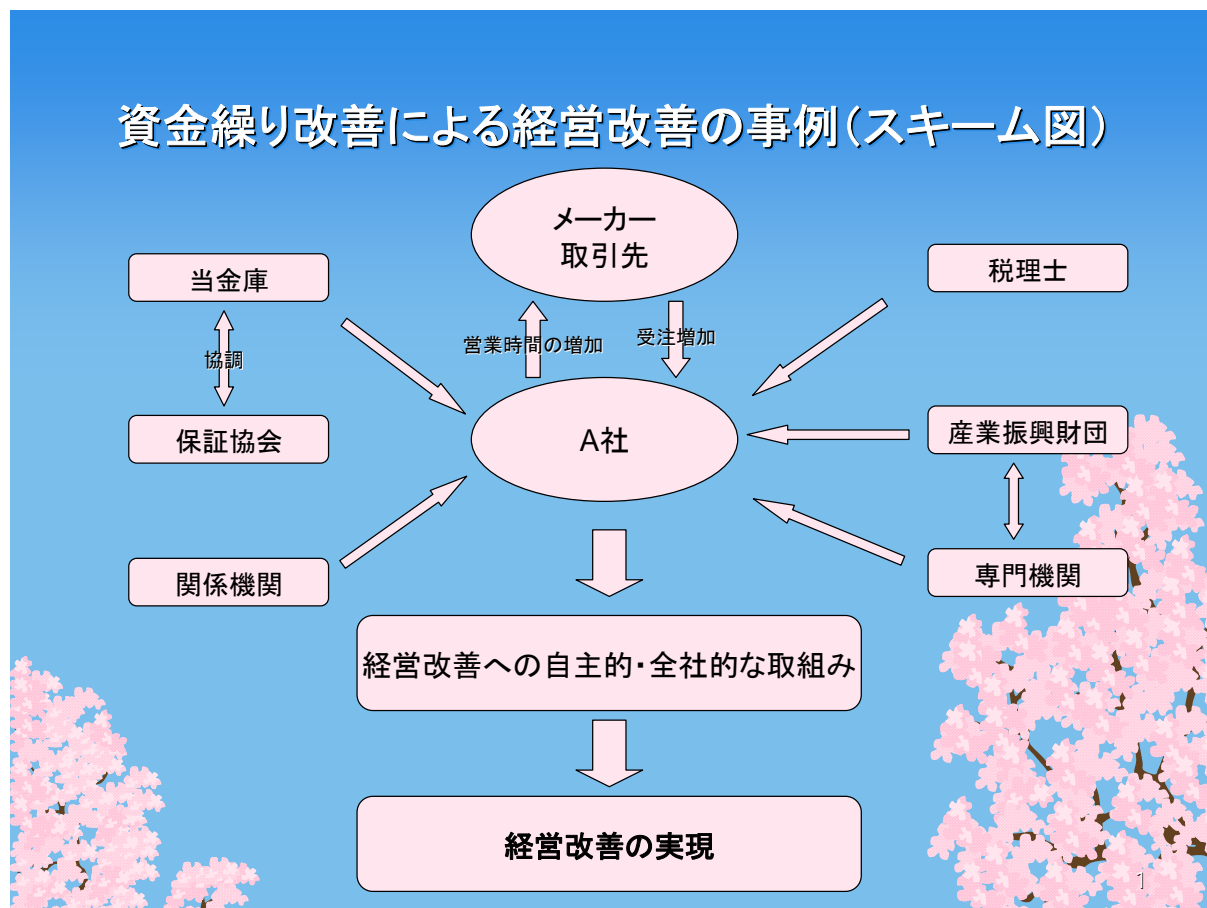 資金繰り改善による経営改善の事例（スキーム図）
メーカー
取引先
当金庫
税理士
営業時間の増加
受注増加
協調
保証協会
A社
産業振興財団
関係機関
専門機関
経営改善への自主的・全社的な取組み
経営改善の実現
1